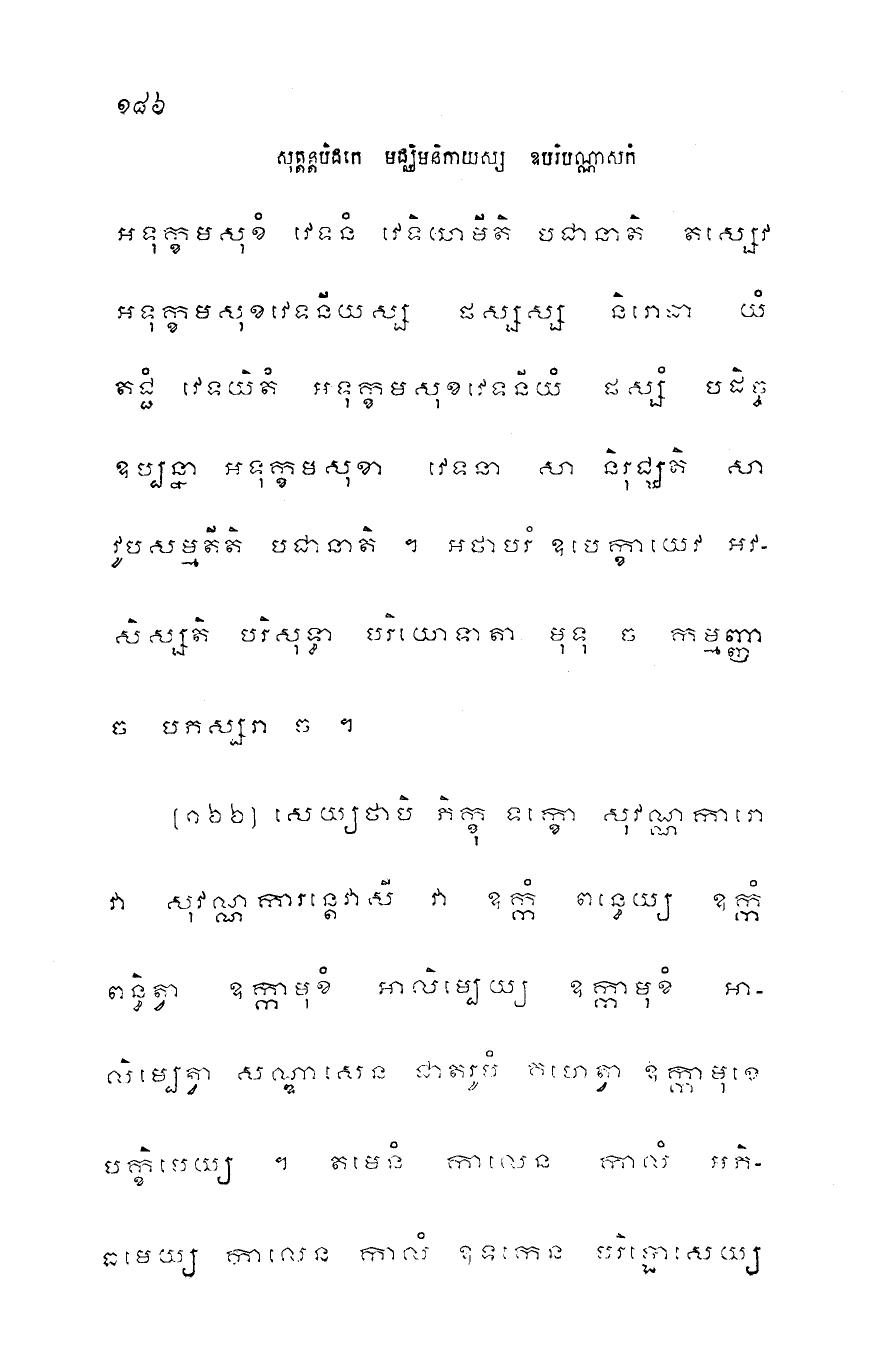 ១៨៦
សុត្តន្តបិដកេ មជ្ឈិមនិកាយស្ស ឧបរិបណ្ណាសកំ
អទុក្ខមសុខំ វេទនំ វេទិយាមីតិ បជានាតិ តស្សេវ
អទុក្ខមសុខវេទនីយស្ស ផស្សស្ស និរោធា យំ
តជ្ជំ វេទយិតំ អទុក្ខមសុខវេទនីយំ ផស្សំ បដិច្ច
ឧប្បន្នា អទុក្ខមសុខា វេទនា សា និរុជ្ឈតិ សា
វូបសម្មតីតិ បជានាតិ ។ អថាបរំ ឧបេក្ខាយេវ អវ-
សិស្សតិ បរិសុទ្ធា បរិយោទាតា មុទុ ច កម្មញ្ញា
ច បភស្សរា ច ។
[១៦៦] សេយ្យថាបិ ភិក្ខុ ទក្ខោ សុវណ្ណការោ
វា សុវណ្ណការន្តេវាសី វា ឧក្កំ ពន្ធេយ្យ ឧក្កំ
ពន្ធិត្វា ឧក្កាមុខំ អាលិម្បេយ្យ ឧក្កាមុខំ អា-
លិម្បេត្វា សណ្ឌាសេន ជាតរូបំ គហេត្វា ឧក្កាមុខេ
បក្ខិបេយ្យ ។ តមេនំ កាលេន កាលំ អភិ-
ធមេយ្យ កាលេន កាលំ ឧទកេន បរិប្ផោសេយ្យ